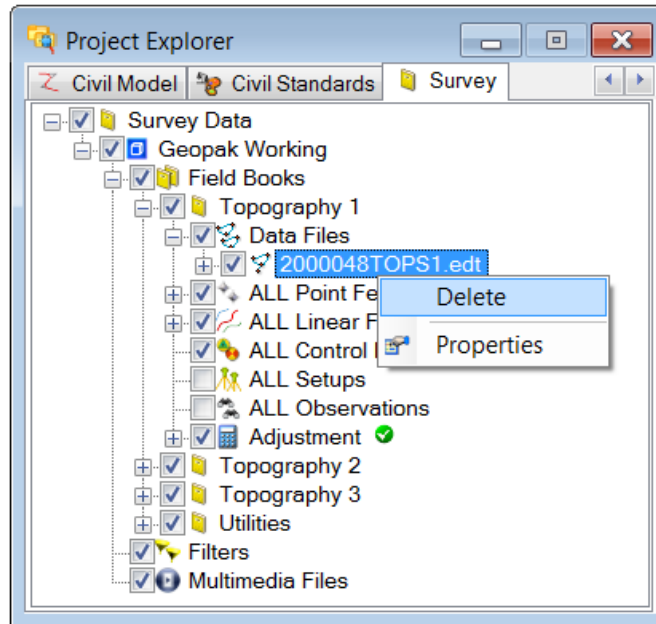 Project Explorer
Civil Model Civil Standards Survey
Survey Data
Geopak Working
Field Books
Topography 1
Data Files
2000048TOPS1.edt
ALL Point Fe Delete
ALL Linear F
ALL Control Properties
ALL Setups
ALL Observations
Adjustment
Topography 2
Topography 3
Utilities
Filters
Multimedia Files